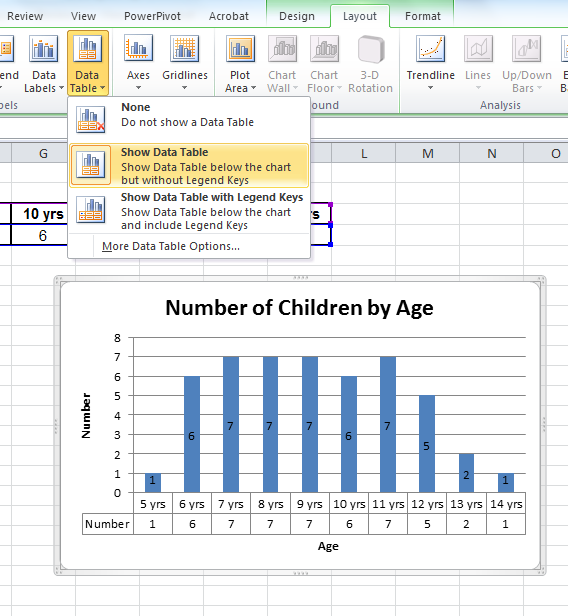 Review View PowerPivot Acrobat Design Layout Format
Data Labels Data Table Axes Gridlines Plot Area Chart Wall Chart Floor 3-D Rotation Trendline Lines Up/Down Bars
Analysis
None
Do not show a Data Table
Show Data Table
Show Data Table below the chart
but without Legend Keys
Show Data Table with Legend Keys
Show Data Table below the chart
and include Legend Keys
More Data Table Options...
G L M N O
10 yrs
6
Number of Children by Age
8
7
6
5
4
3
2
1
0
Number
1 6 7 7 7 6 7 5 2 1
5 yrs 6 yrs 7 yrs 8 yrs 9 yrs 10 yrs 11 yrs 12 yrs 13 yrs 14 yrs
Number 1 6 7 7 7 6 7 5 2 1
Age